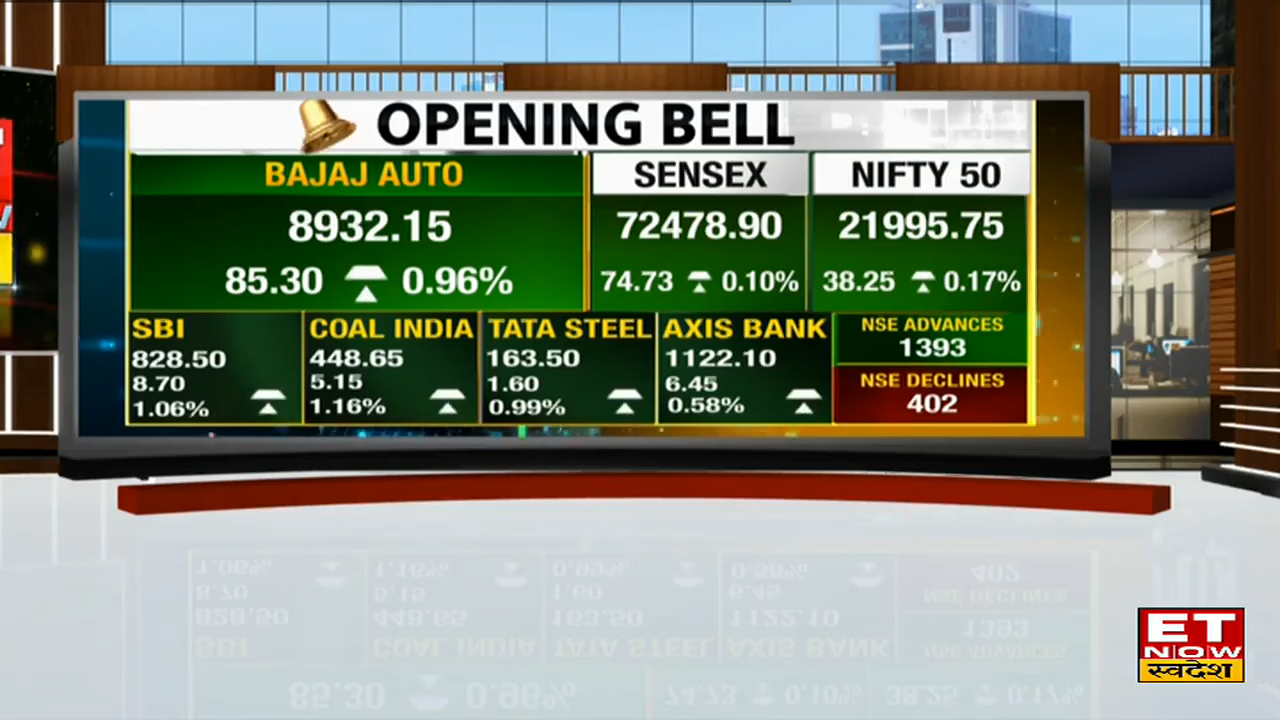 OPENING BELL
BAJAJ AUTO
8932.15
85.30 0.96%
SENSEX
72478.90
74.73 0.10%
NIFTY 50
21995.75
38.25 0.17%
SBI
828.50
8.70
1.06%
COAL INDIA
448.65
5.15
1.16%
TATA STEEL
163.50
1.60
0.99%
AXIS BANK
1122.10
6.45
0.58%
NSE ADVANCES
1393
NSE DECLINES
402
ET
NOW
स्वदेश